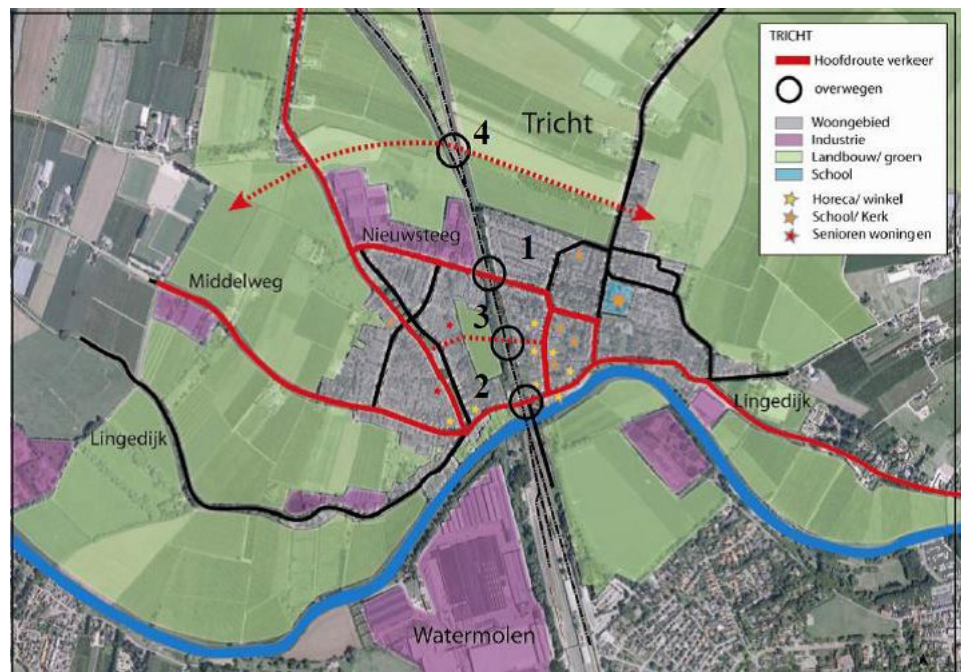 TRICHT
Hoofdroute verkeer
overwegen
Woongebied
Industrie
Landbouw/ groen
School
Horeca/ winkel
School/ Kerk
Senioren woningen
4
Tricht
Nieuwsteeg
1
Middelweg
3
2
Lingedijk
Lingedijk
Watermolen